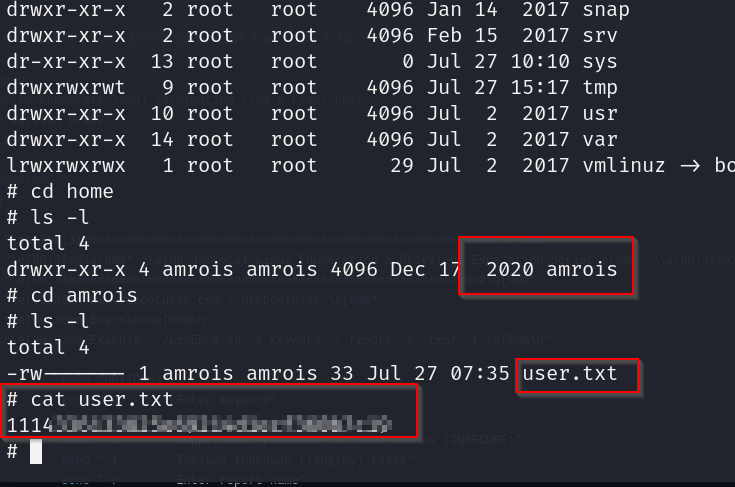 drwxr-xr-x   2 root   root    4096 Jan 14  2017 snap
drwxr-xr-x   2 root   root    4096 Feb 15  2017 srv
dr-xr-xr-x  13 root   root       0 Jul 27 10:10 sys
drwxrwxrwt   9 root   root    4096 Jul 27 15:17 tmp
drwxr-xr-x  10 root   root    4096 Jul  2  2017 usr
drwxr-xr-x  14 root   root    4096 Jul  2  2017 var
lrwxrwxrwx   1 root   root      29 Jul  2  2017 vmlinuz -> bo
# cd home
# ls -l
total 4
drwxr-xr-x 4 amrois amrois 4096 Dec 17  2020 amrois
# cd amrois
# ls -l
total 4
-rw------- 1 amrois amrois 33 Jul 27 07:35 user.txt
# cat user.txt
1114
#